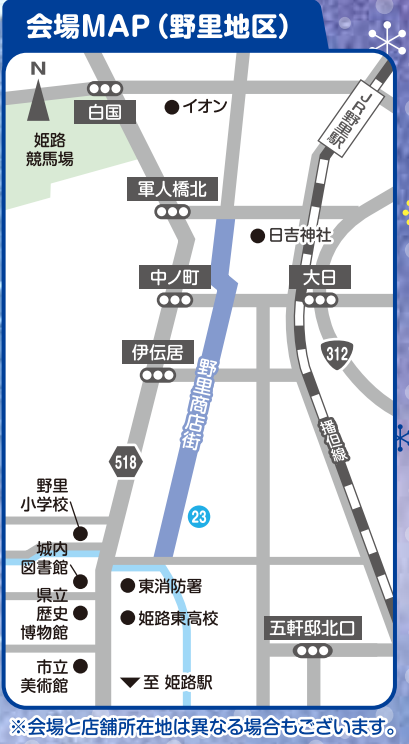 会場MAP（野里地区）
N
白国
イオン
JR野里駅
姫路
競馬場
軍人橋北
日吉神社
中ノ町
大日
伊伝居
312
野里商店街
播但線
518
野里
小学校
23
城内
図書館
東消防署
県立
歴史
博物館
姫路東高校
五軒邸北口
市立
美術館
▼至 姫路駅
※会場と店舗所在地は異なる場合もございます。